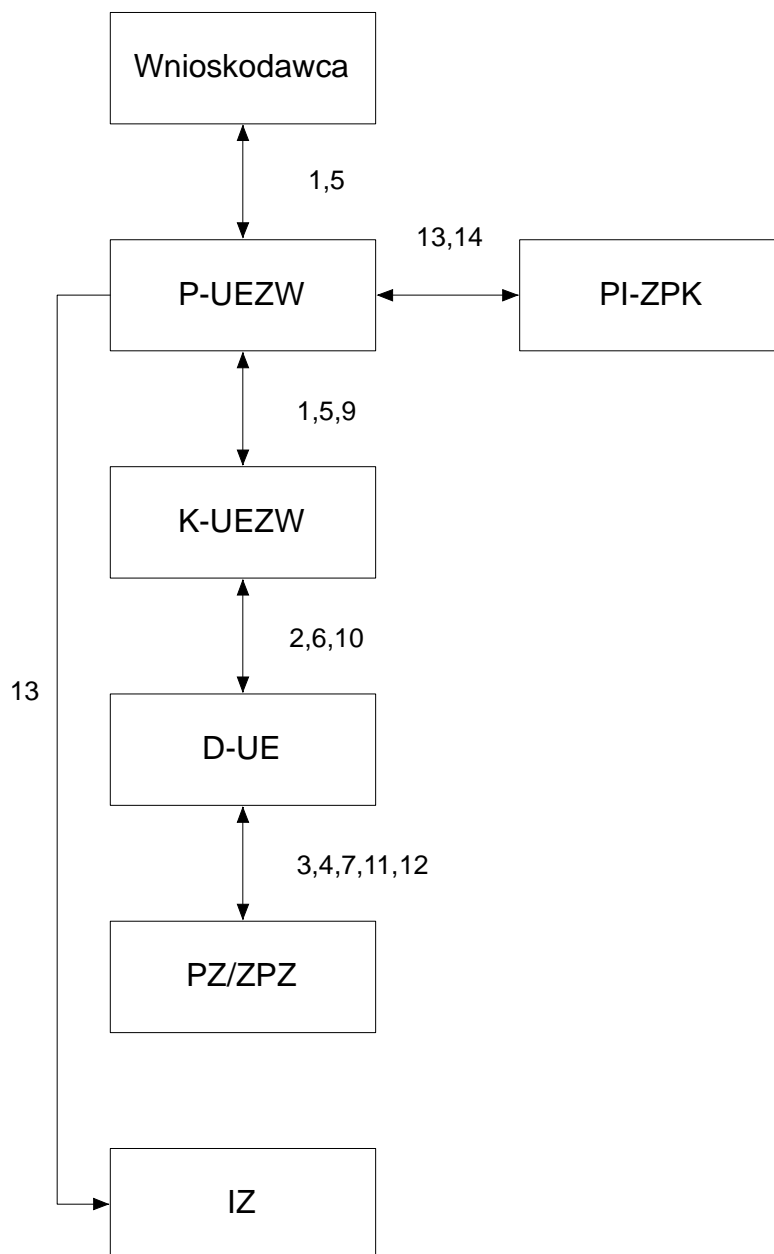 Wnioskodawca
1,5
13,14
P-UEZW
PI-ZPK
1,5,9
K-UEZW
2,6,10
13
D-UE
3,4,7,11,12
PZ/ZPZ
IZ